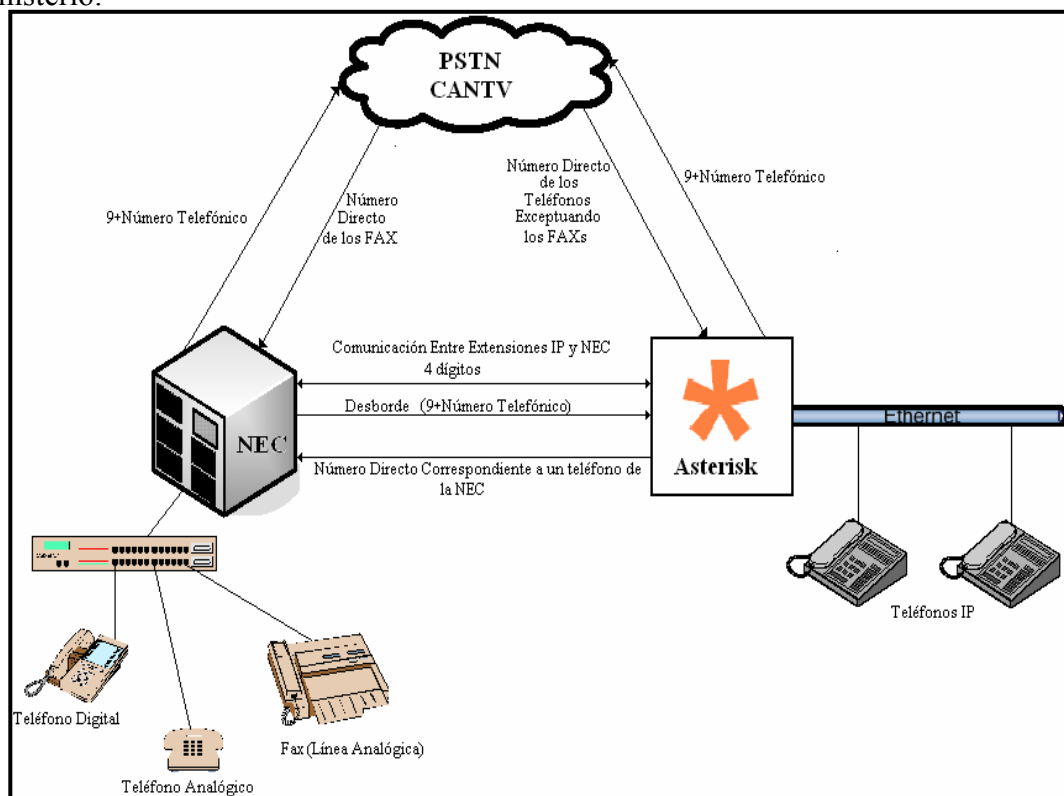 nisterio.
PSTN
CANTV
9+Número Telefónico
Número
Directo
de los FAX
Número Directo
de los
Teléfonos
Exceptuando
los FAXs
9+Número Telefónico
Comunicación Entre Extensiones IP y NEC
4 dígitos
Desborde (9+Número Telefónico)
Número Directo Correspondiente a un teléfono de
la NEC
NEC
Asterisk
Ethernet
Teléfonos IP
Teléfono Digital
Teléfono Analógico
Fax (Línea Analógica)